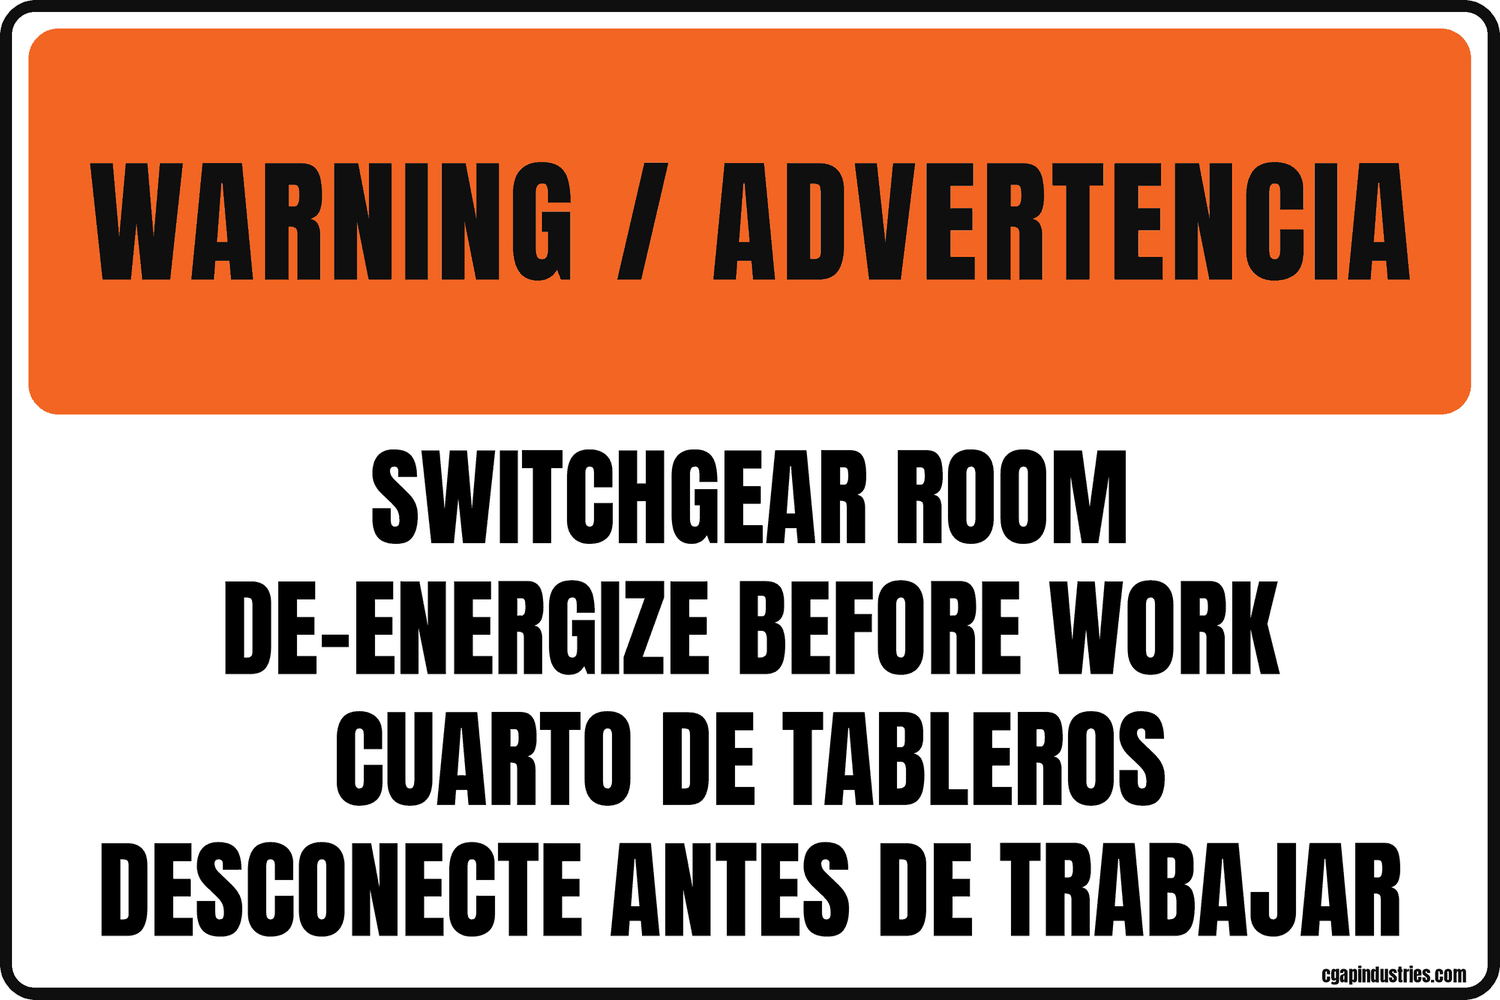 WARNING / ADVERTENCIA
SWITCHGEAR ROOM
DE-ENERGIZE BEFORE WORK
CUARTO DE TABLEROS
DESCONECTE ANTES DE TRABAJAR
cgapindustries.com